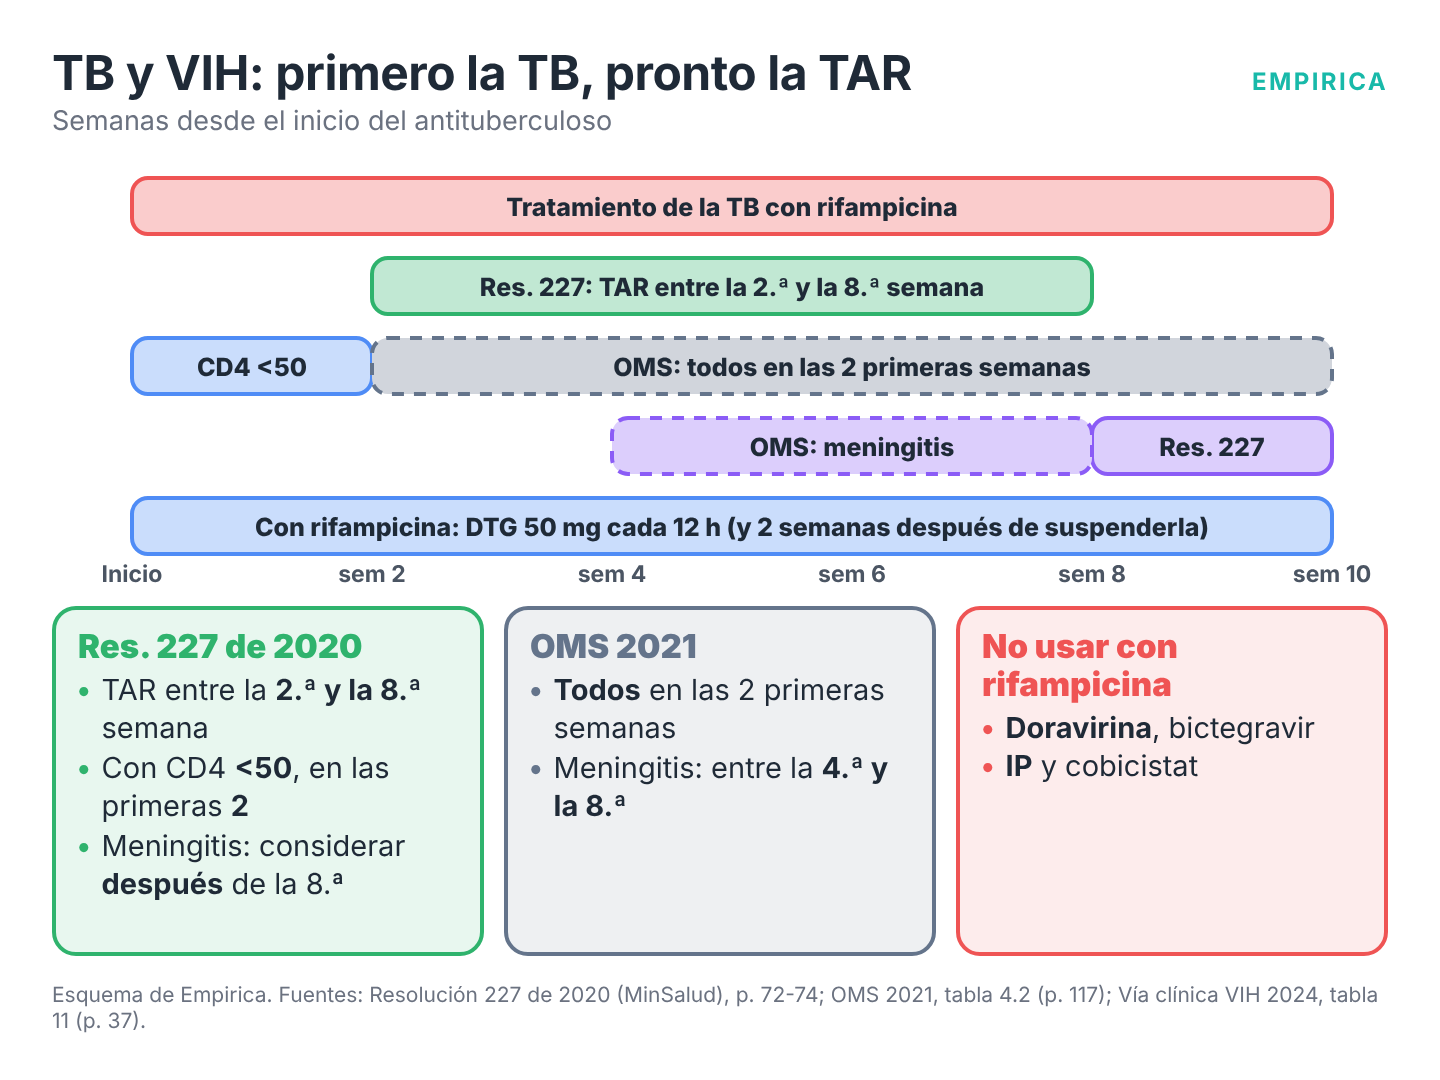 TB y VIH: primero la TB, pronto la TAR
EMPIRICA
Semanas desde el inicio del antituberculoso
Tratamiento de la TB con rifampicina
Res. 227: TAR entre la 2.ª y la 8.ª semana
CD4 <50
OMS: todos en las 2 primeras semanas
OMS: meningitis
Res. 227
Con rifampicina: DTG 50 mg cada 12 h (y 2 semanas después de suspenderla)
Inicio
sem 2
sem 4
sem 6
sem 8
sem 10
Res. 227 de 2020
• TAR entre la 2.ª y la 8.ª
semana
• Con CD4 <50, en las
primeras 2
• Meningitis: considerar
después de la 8.ª
OMS 2021
• Todos en las 2 primeras
semanas
• Meningitis: entre la 4.ª y
la 8.ª
No usar con
rifampicina
• Doravirina, bictegravir
• IP y cobicistat
Esquema de Empirica. Fuentes: Resolución 227 de 2020 (MinSalud), p. 72-74; OMS 2021, tabla 4.2 (p. 117); Vía clínica VIH 2024, tabla
11 (p. 37).